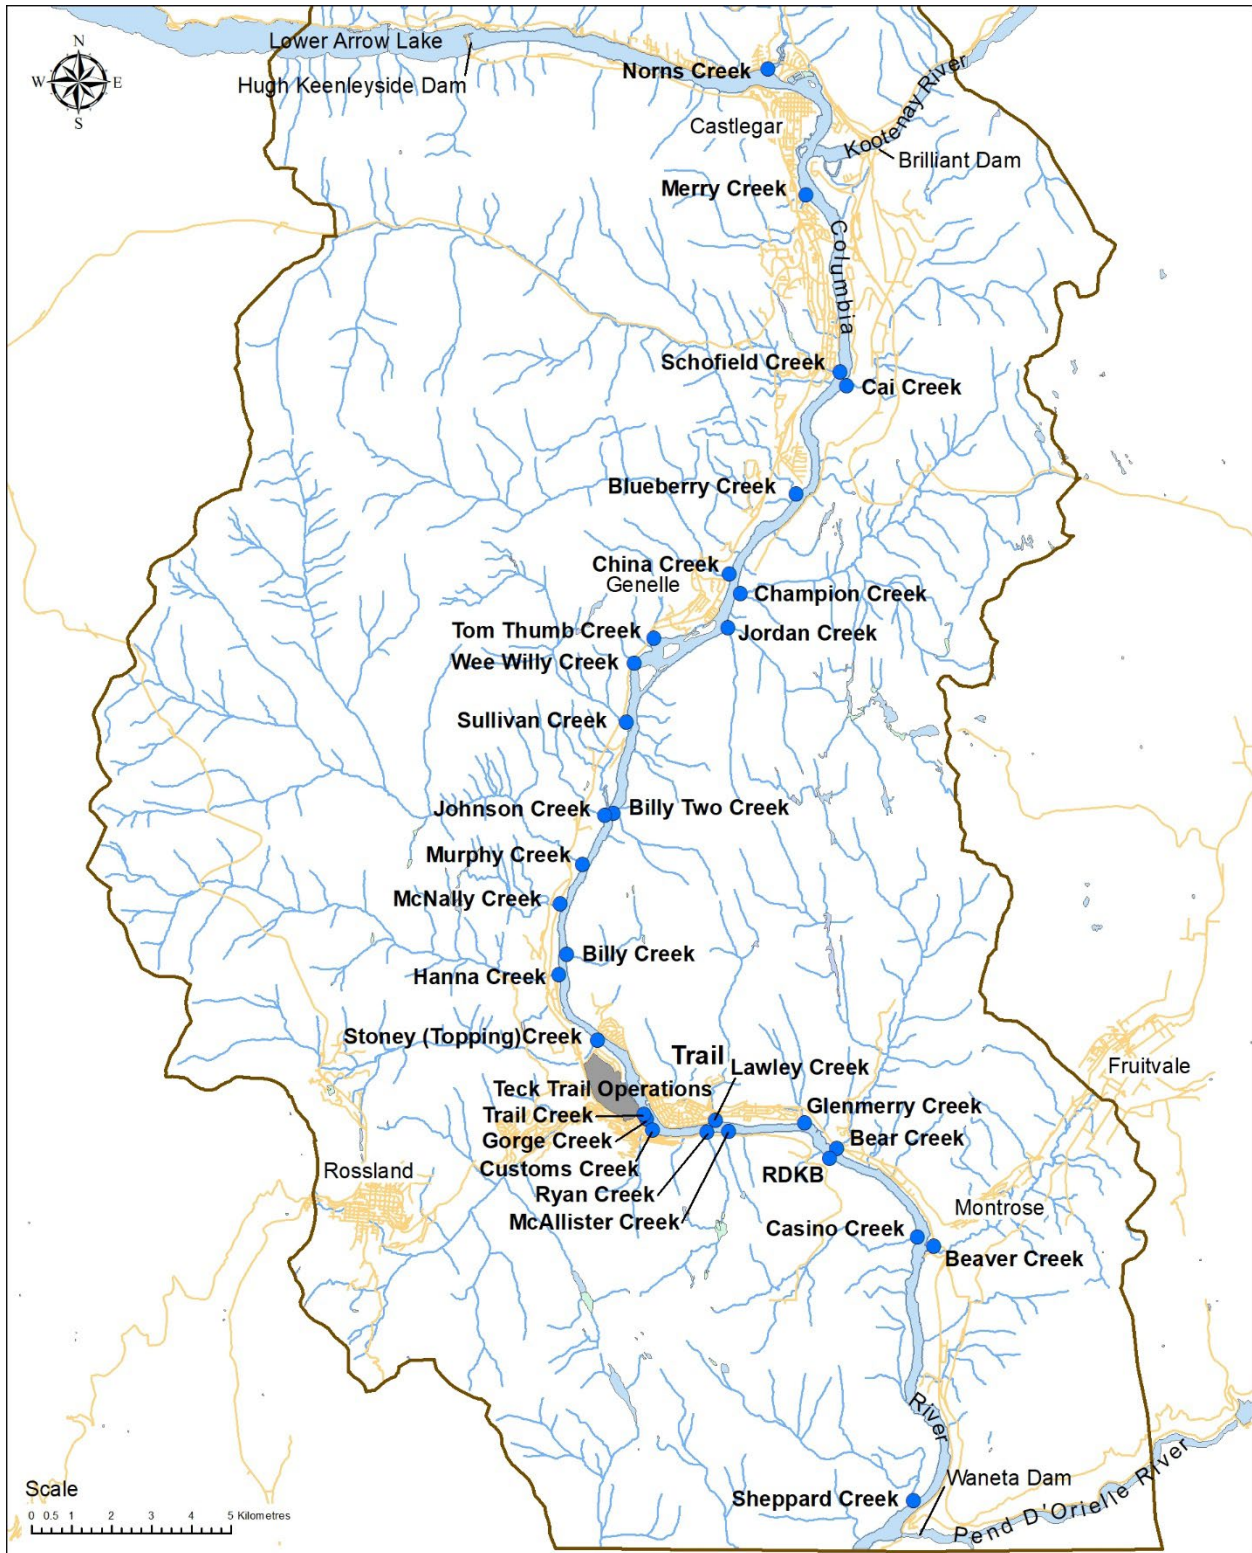 Lower Arrow Lake
N
W E
S
Hugh Keenleyside Dam
Norns Creek
Castlegar
Kootenay River
Brilliant Dam
Merry Creek
Columbia
Schofield Creek
Cai Creek
Blueberry Creek
China Creek
Genelle
Champion Creek
Tom Thumb Creek
Jordan Creek
Wee Willy Creek
Sullivan Creek
Johnson Creek
Billy Two Creek
Murphy Creek
McNally Creek
Billy Creek
Hanna Creek
Stoney (Topping)Creek
Trail
Lawley Creek
Fruitvale
Teck Trail Operations
Trail Creek
Glenmerry Creek
Gorge Creek
Bear Creek
Customs Creek
Rossland
RDKB
Ryan Creek
Montrose
McAllister Creek
Casino Creek
Beaver Creek
River
Waneta Dam
Scale
Sheppard Creek
Pend D'Orielle River
0 0.5 1 2 3 4 5 Kilometres